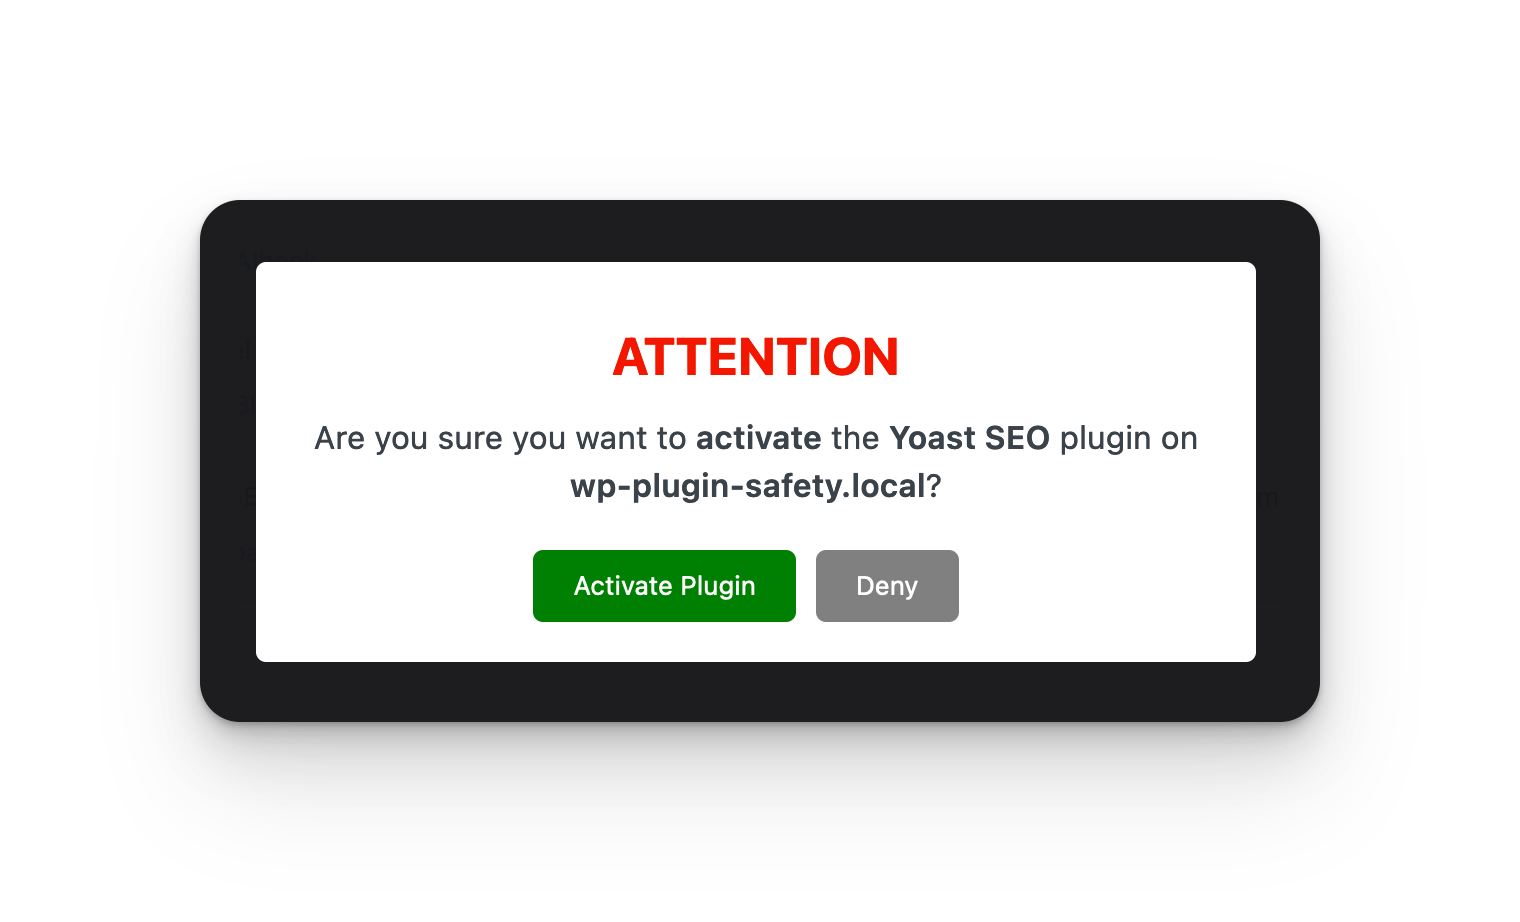 ATTENTION
Are you sure you want to activate the Yoast SEO plugin on
wp-plugin-safety.local?
Activate Plugin
Deny